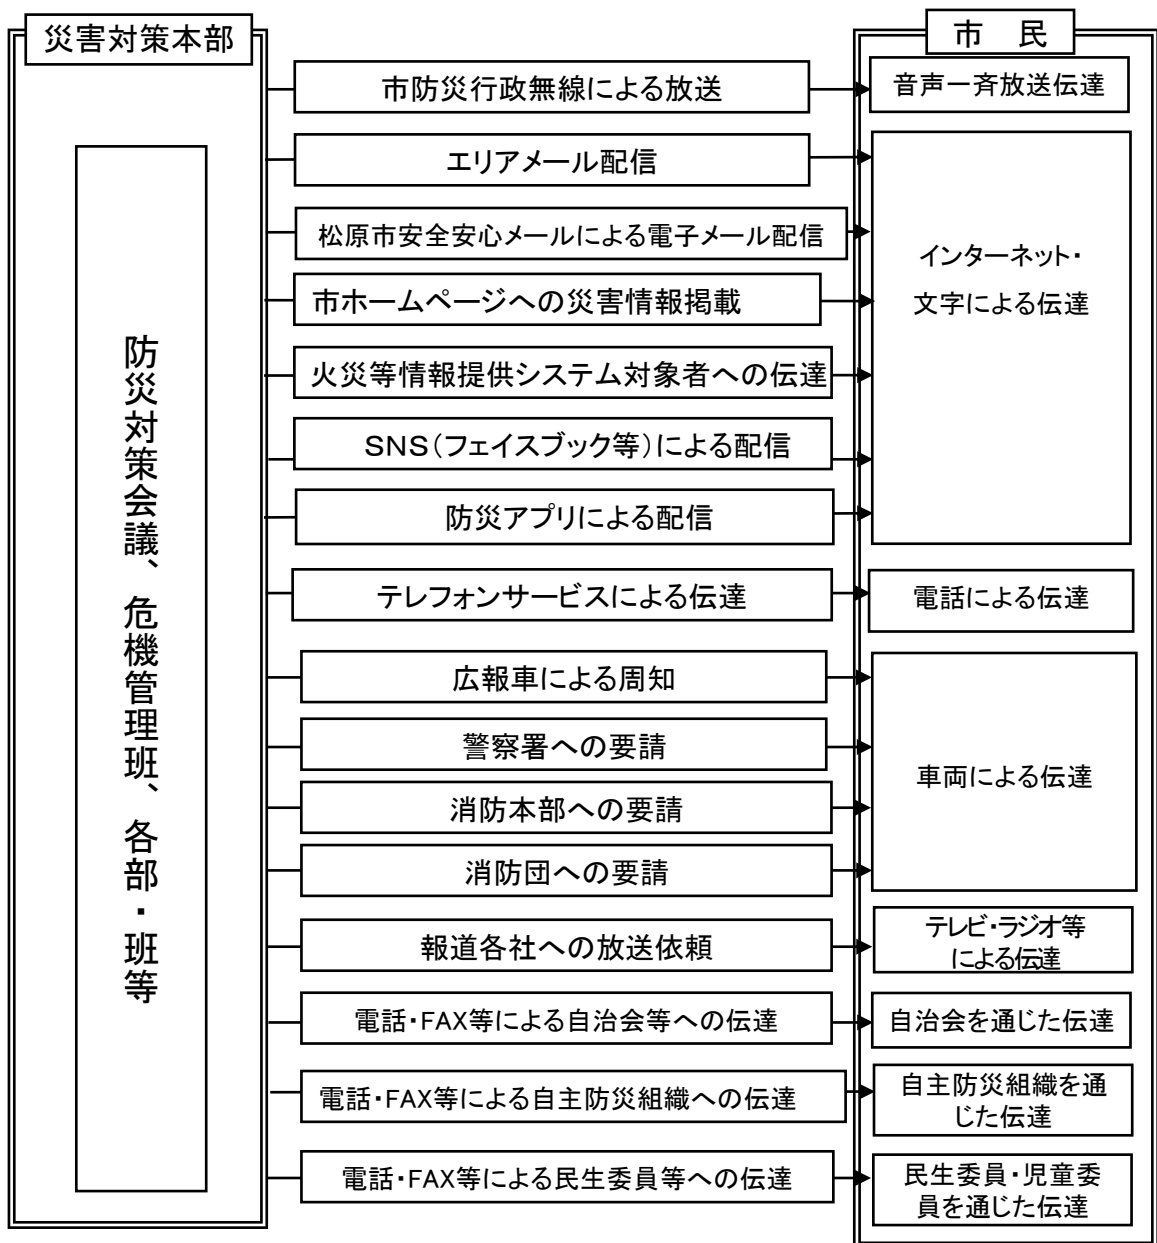 災害対策本部
市　民
防災対策会議、危機管理班、各部・班等
市防災行政無線による放送
音声一斉放送伝達
エリアメール配信
松原市安全安心メールによる電子メール配信
市ホームページへの災害情報掲載
火災等情報提供システム対象者への伝達
SNS(フェイスブック等)による配信
防災アプリによる配信
インターネット・
文字による伝達
テレフォンサービスによる伝達
電話による伝達
広報車による周知
警察署への要請
消防本部への要請
消防団への要請
車両による伝達
報道各社への放送依頼
テレビ・ラジオ等
による伝達
電話・FAX等による自治会等への伝達
自治会を通じた伝達
電話・FAX等による自主防災組織への伝達
自主防災組織を通
じた伝達
電話・FAX等による民生委員等への伝達
民生委員・児童委
員を通じた伝達